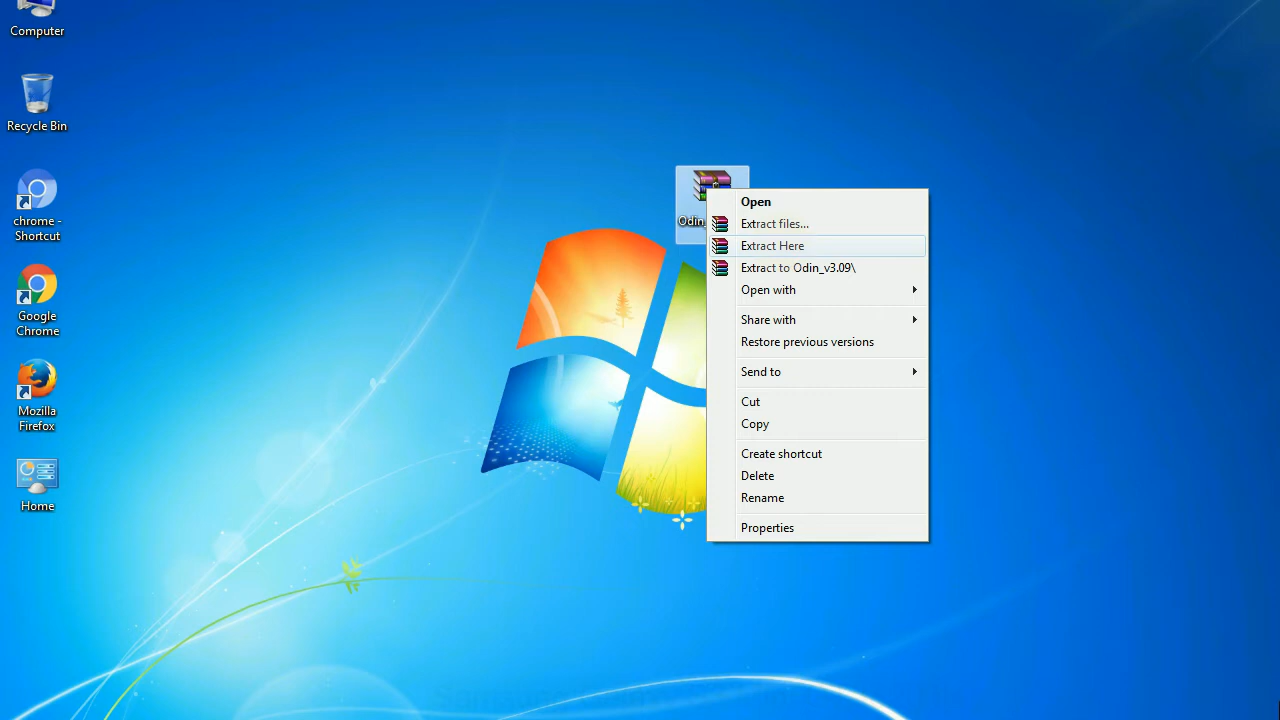 Computer
Recycle Bin
chrome -
Shortcut
Google
Chrome
Mozilla
Firefox
Home
Open
Extract files...
Extract Here
Extract to Odin_v3.09\
Open with
Share with
Restore previous versions
Send to
Cut
Copy
Create shortcut
Delete
Rename
Properties